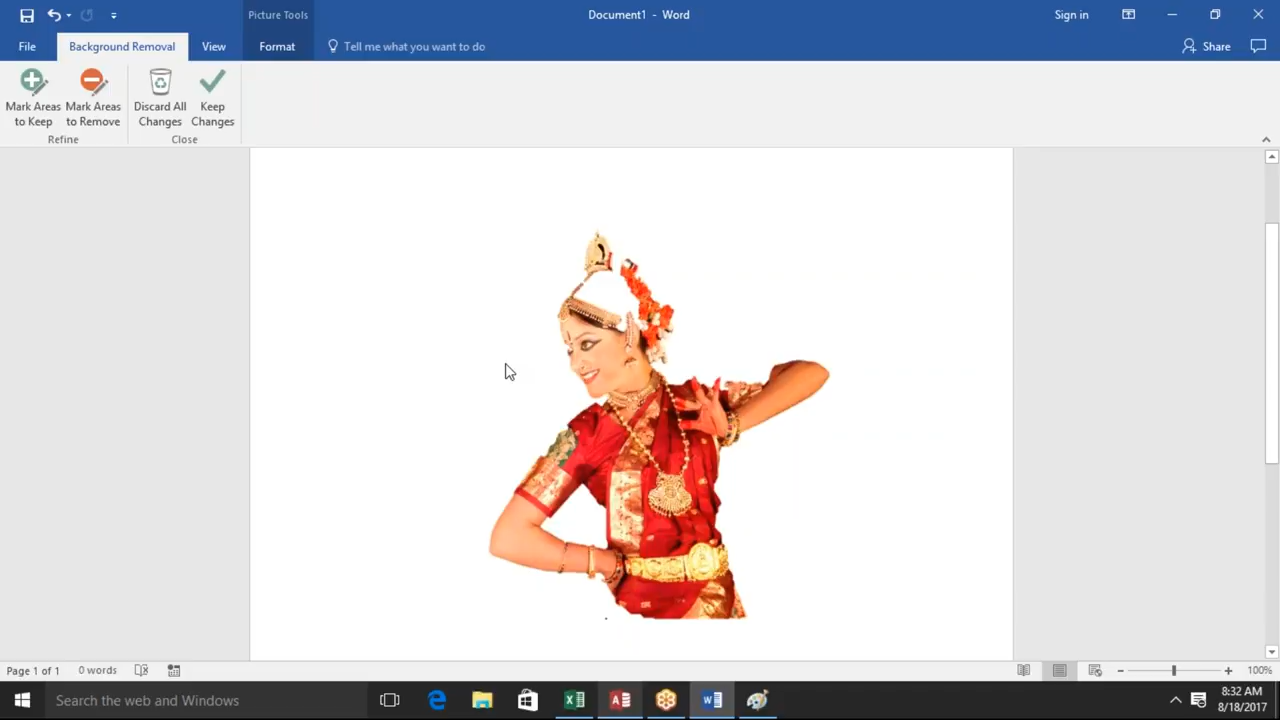 Picture Tools
Document1 - Word
Sign in
File
Background Removal
View
Format
Tell me what you want to do
Share
Mark Areas to Keep
Mark Areas to Remove
Discard All Changes
Keep Changes
Refine
Close
Page 1 of 1
0 words
100%
Search the web and Windows
8:32 AM
8/18/2017